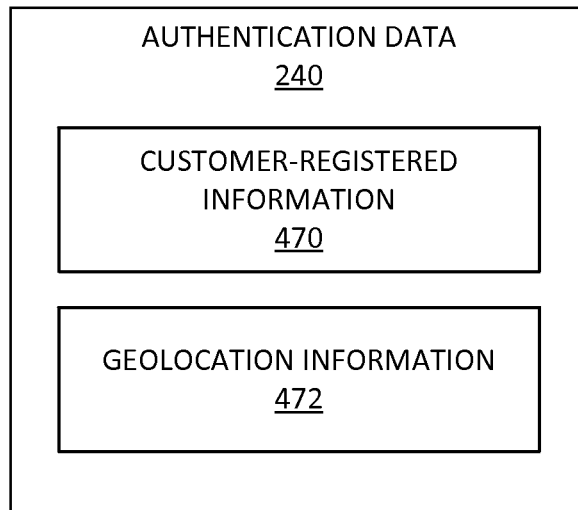 AUTHENTICATION DATA
240
CUSTOMER-REGISTERED
INFORMATION
470
GEOLOCATION INFORMATION
472